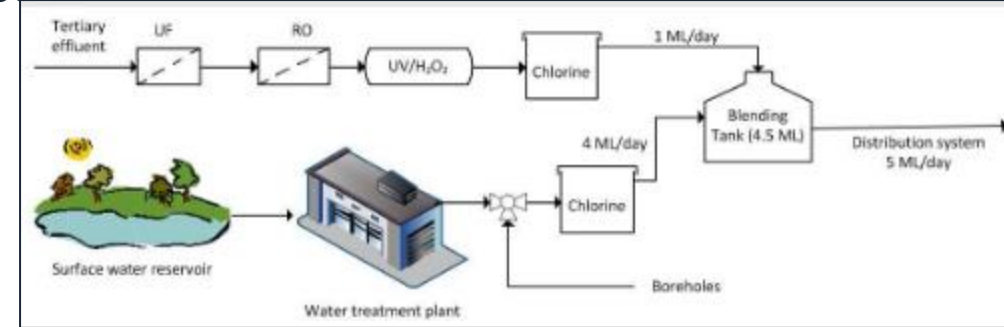 Tertiary
effluent
UF
RO
UV/H₂O₂
Chlorine
1 ML/day
Blending
Tank (4.5 ML)
Distribution system
5 ML/day
4 ML/day
Chlorine
Surface water reservoir
Water treatment plant
Boreholes